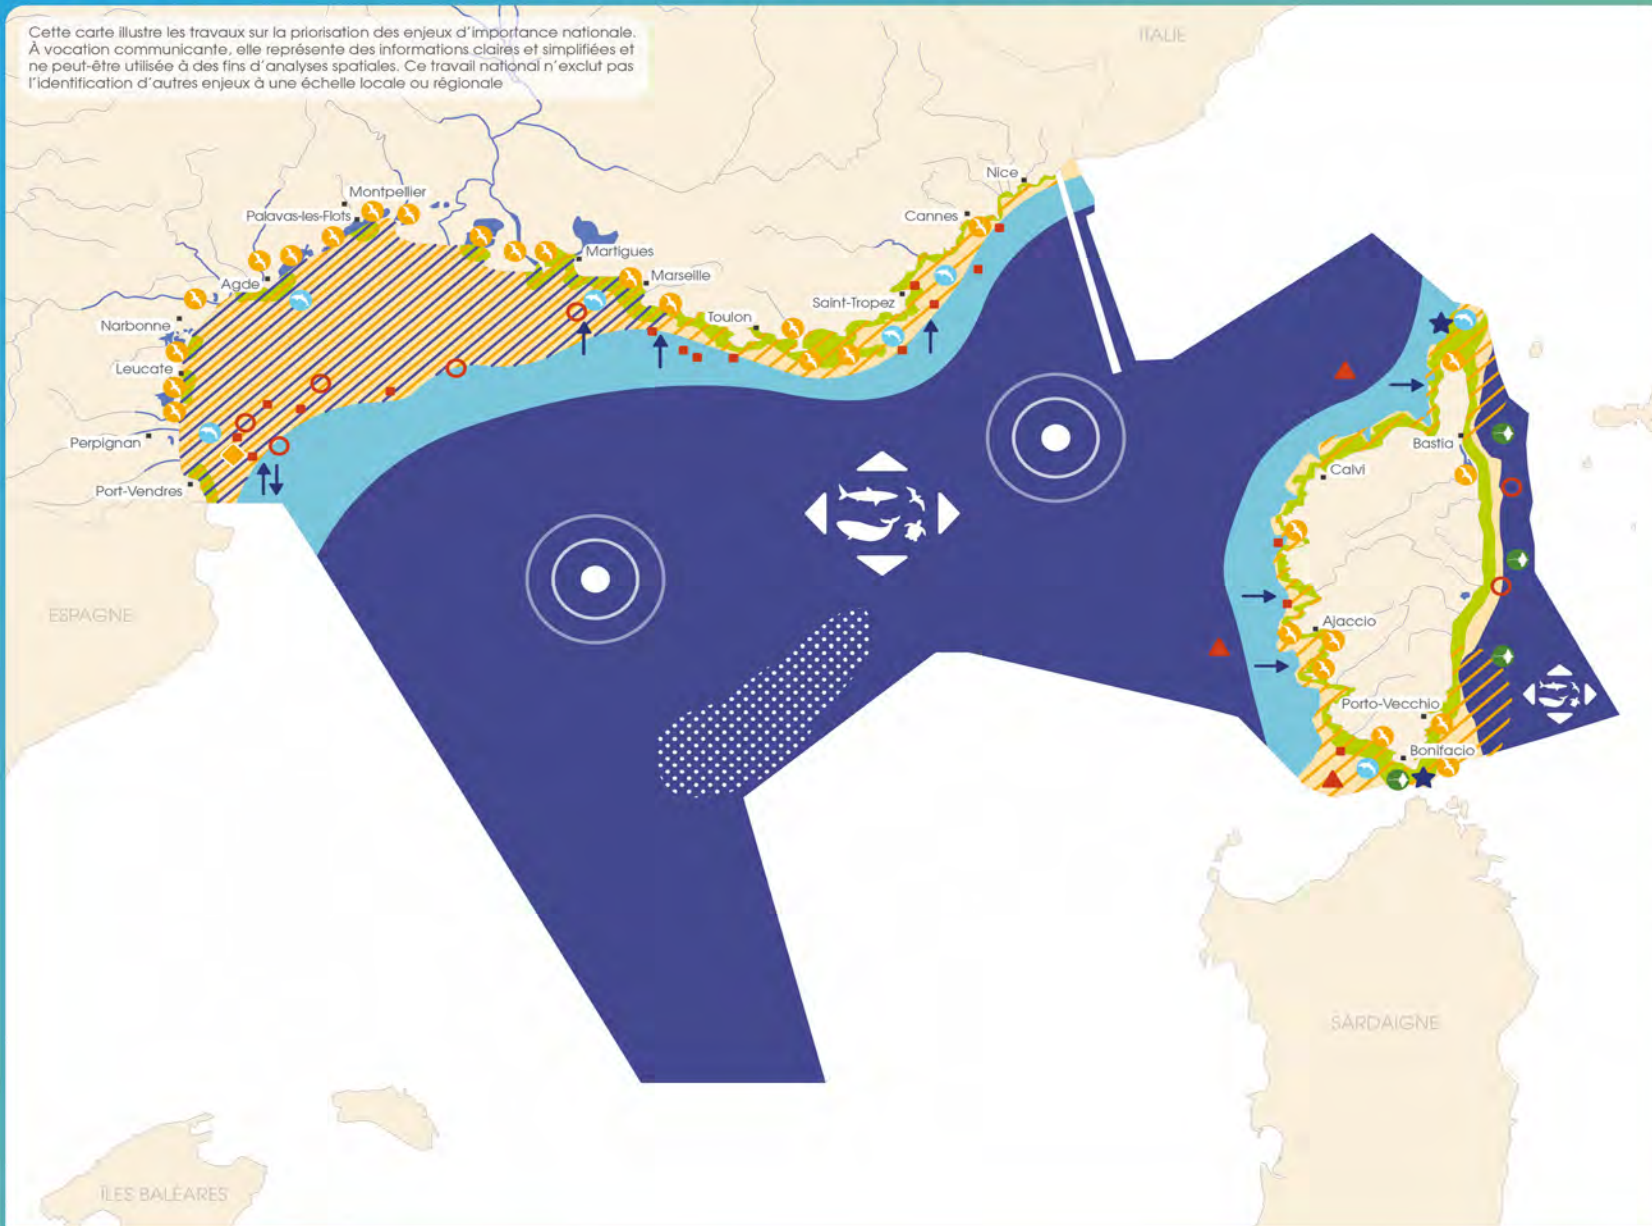 Cette carte illustre les travaux sur la priorisation des enjeux d'importance nationale.
À vocation communicante, elle représente des informations claires et simplifiées et
ne peut-être utilisée à des fins d'analyses spatiales. Ce travail national n'exclut pas
l'identification d'autres enjeux à une échelle locale ou régionale
ITALIE
Nice
Montpellier
Palavas-les-Flots
Cannes
Martigues
Marseille
Agde
Saint-Tropez
Toulon
Narbonne
Leucate
Perpignan
Bastia
Calvi
Port-Vendres
ESPAGNE
Ajaccio
Porto-Vecchio
Bonifacio
SARDAIGNE
ÎLES BALÉARES